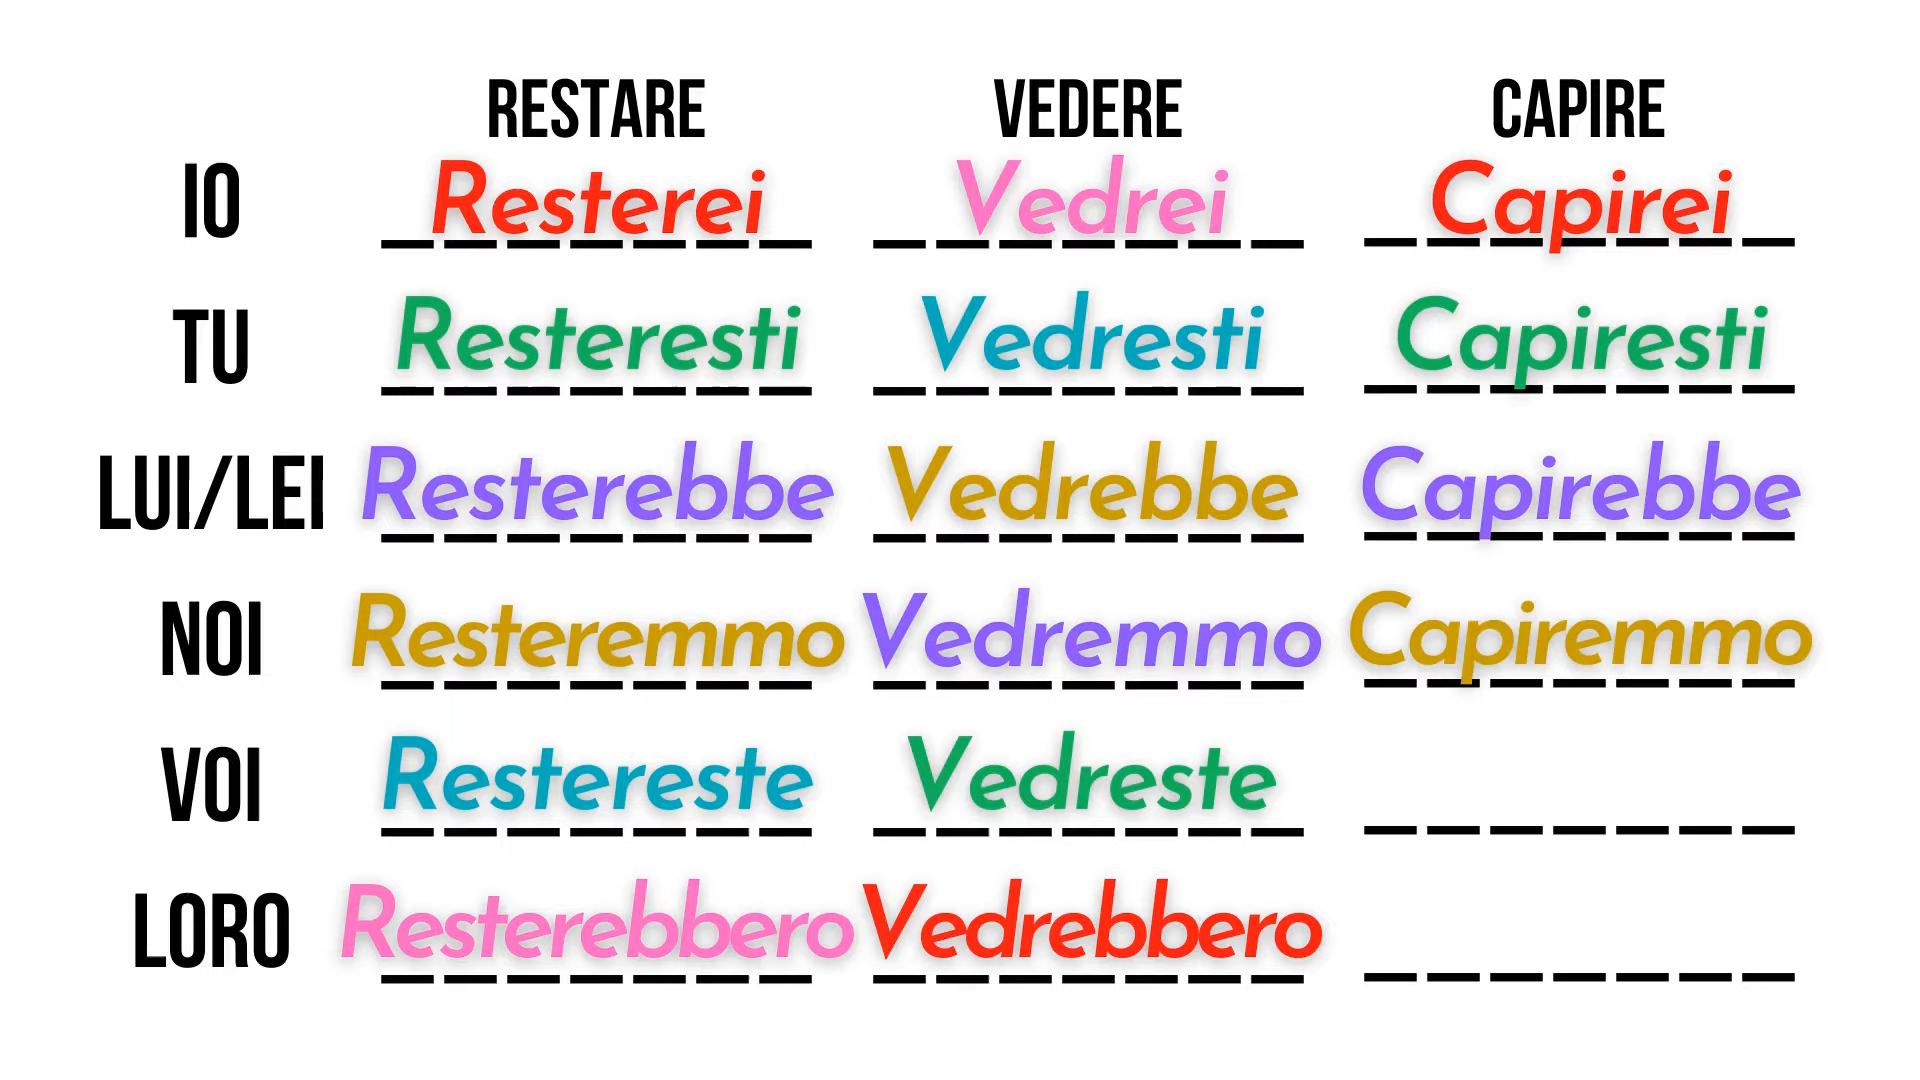 RESTARE VEDERE CAPIRE
IO Resterei Vedrei Capirei
TU Resteresti Vedresti Capiresti
LUI/LEI Resterebbe Vedrebbe Capirebbe
NOI Resteremmo Vedremmo Capiremmo
VOI Restereste Vedreste
LORO Resterebbero Vedrebbero